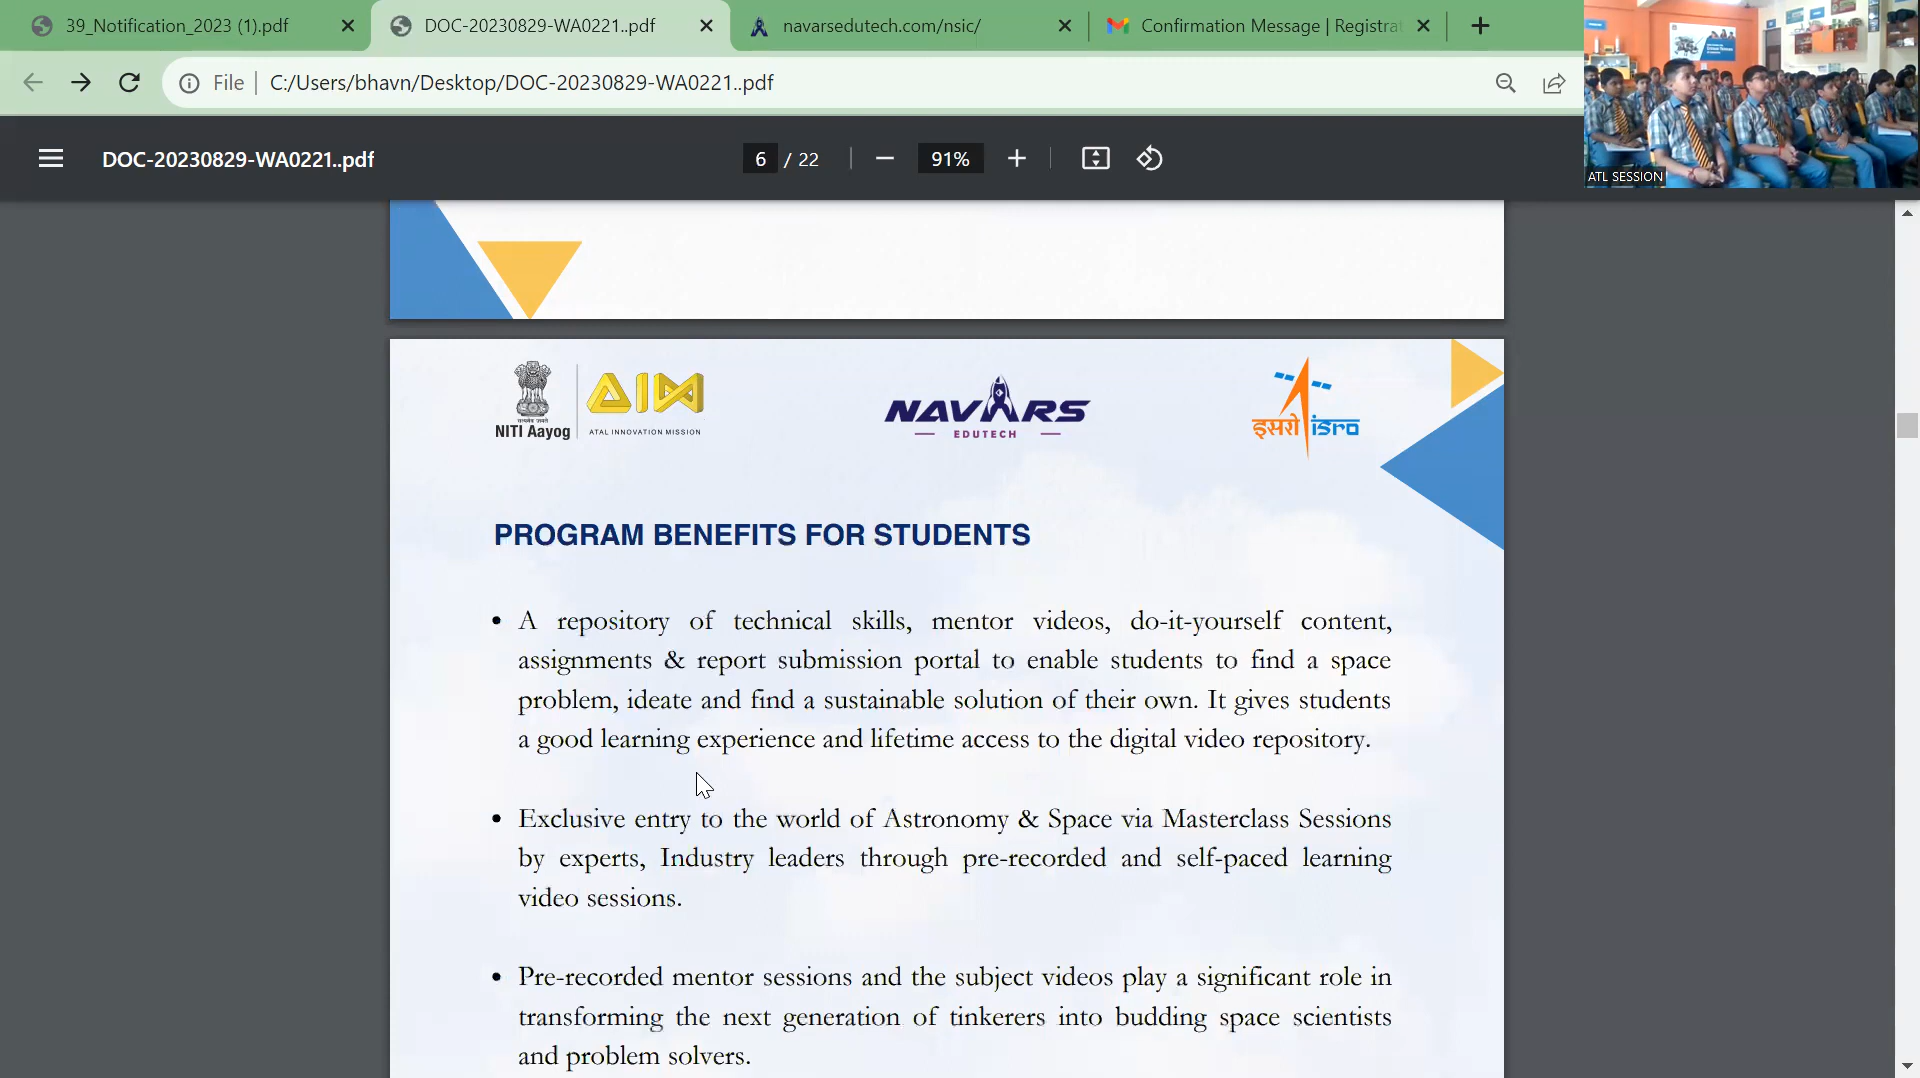 39_Notification_2023 (1).pdf
DOC-20230829-WA0221..pdf
navarsedutech.com/nsic/
Confirmation Message | Registrat
File
C:/Users/bhavn/Desktop/DOC-20230829-WA0221..pdf
ATL SESSION
DOC-20230829-WA0221..pdf
6 / 22
91%
सत्यमेव जयते
NITI Aayog
AIM
ATAL INNOVATION MISSION
NAVARS
EDUTECH
इसरो isro
PROGRAM BENEFITS FOR STUDENTS
• A repository of technical skills, mentor videos, do-it-yourself content,
assignments & report submission portal to enable students to find a space
problem, ideate and find a sustainable solution of their own. It gives students
a good learning experience and lifetime access to the digital video repository.
• Exclusive entry to the world of Astronomy & Space via Masterclass Sessions
by experts, Industry leaders through pre-recorded and self-paced learning
video sessions.
• Pre-recorded mentor sessions and the subject videos play a significant role in
transforming the next generation of tinkerers into budding space scientists
and problem solvers.